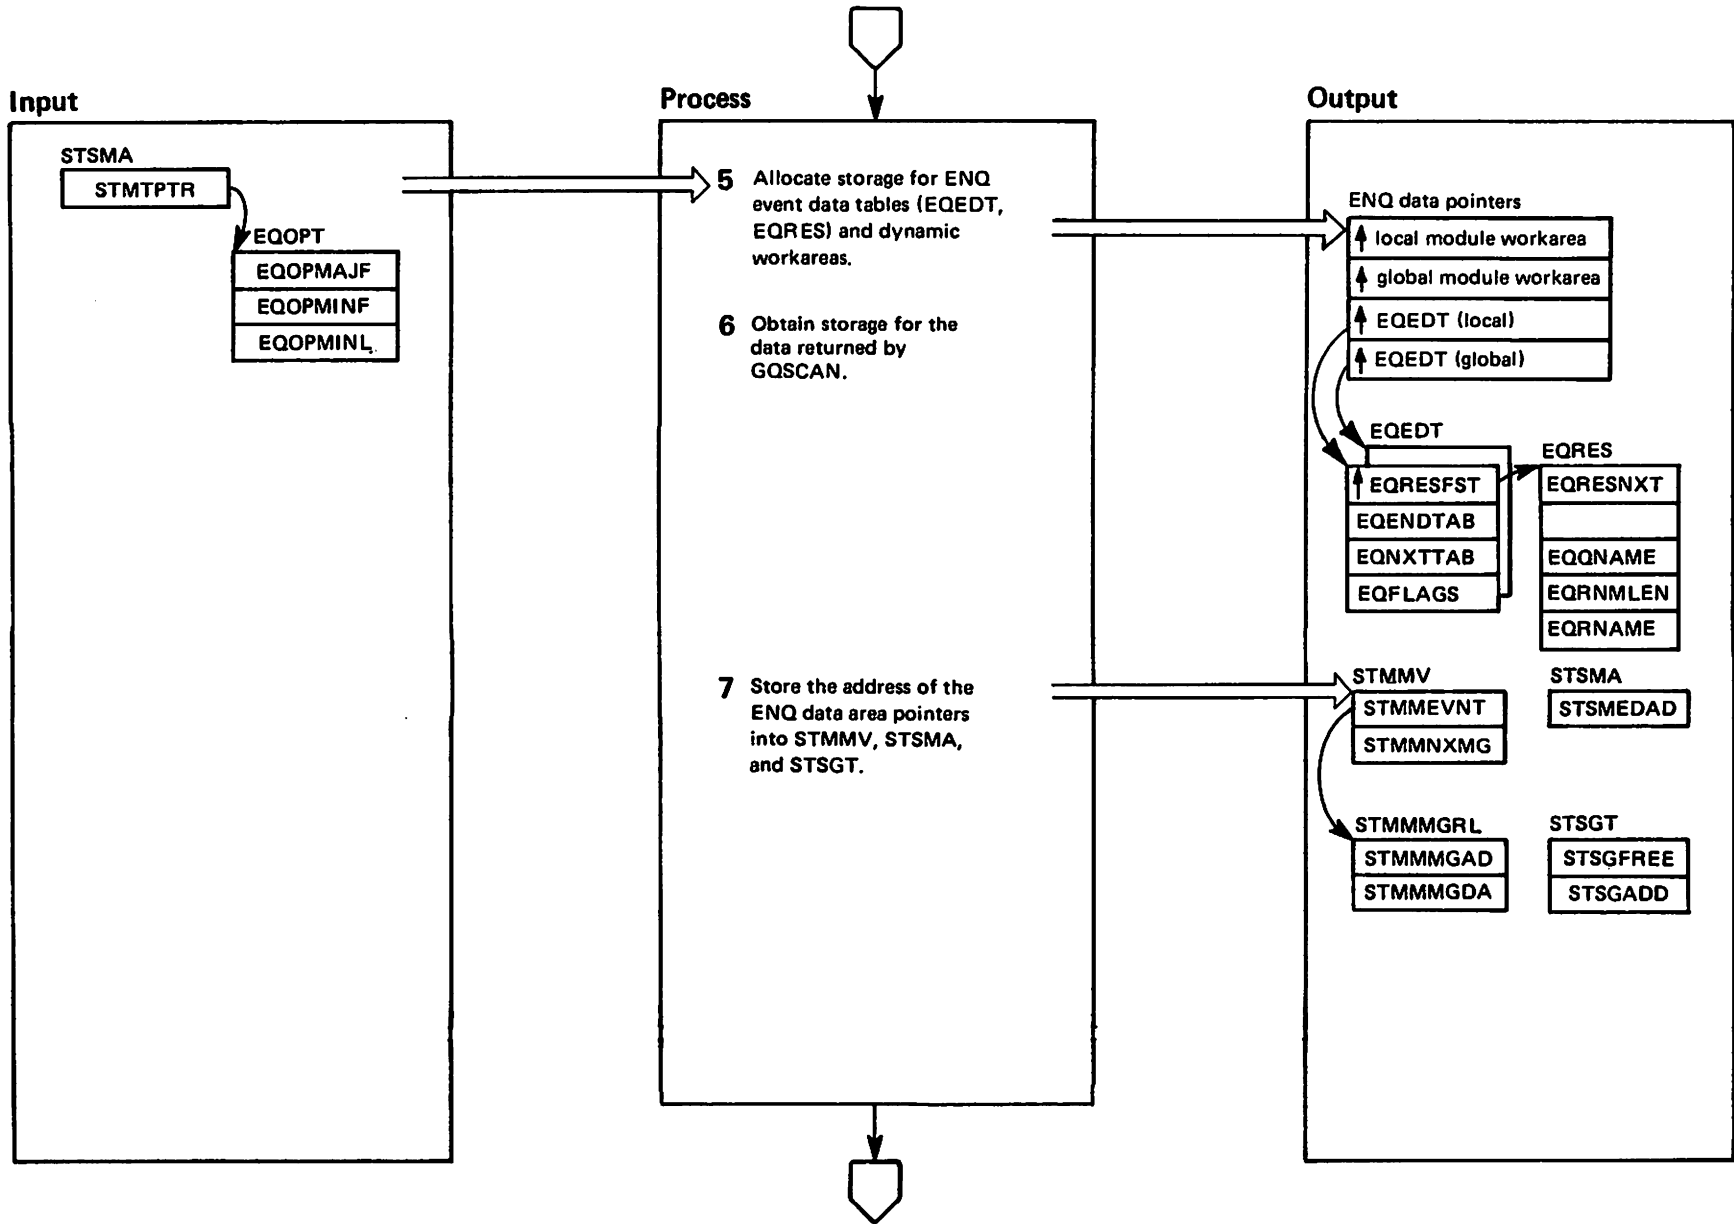 Input
STSMA
STMTPTR
EQOPT
EQOPMAJF
EQOPMINF
EQOPMINL
Process
5 Allocate storage for ENQ
event data tables (EQEDT,
EQRES) and dynamic
workareas.
6 Obtain storage for the
data returned by
GQSCAN.
7 Store the address of the
ENQ data area pointers
into STMMV, STSMA,
and STSGT.
Output
ENQ data pointers
local module workarea
global module workarea
EQEDT (local)
EQEDT (global)
EQEDT
EQRESFST
EQENDTAB
EQNXTTAB
EQFLAGS
EQRES
EQRESNXT
EQQNAME
EQRNMLEN
EQRNAME
STMMV
STMMEVNT
STMMNXMG
STSMA
STSMEDAD
STMMMGRL
STMMMGAD
STMMMGDA
STSGT
STSGFREE
STSGADD